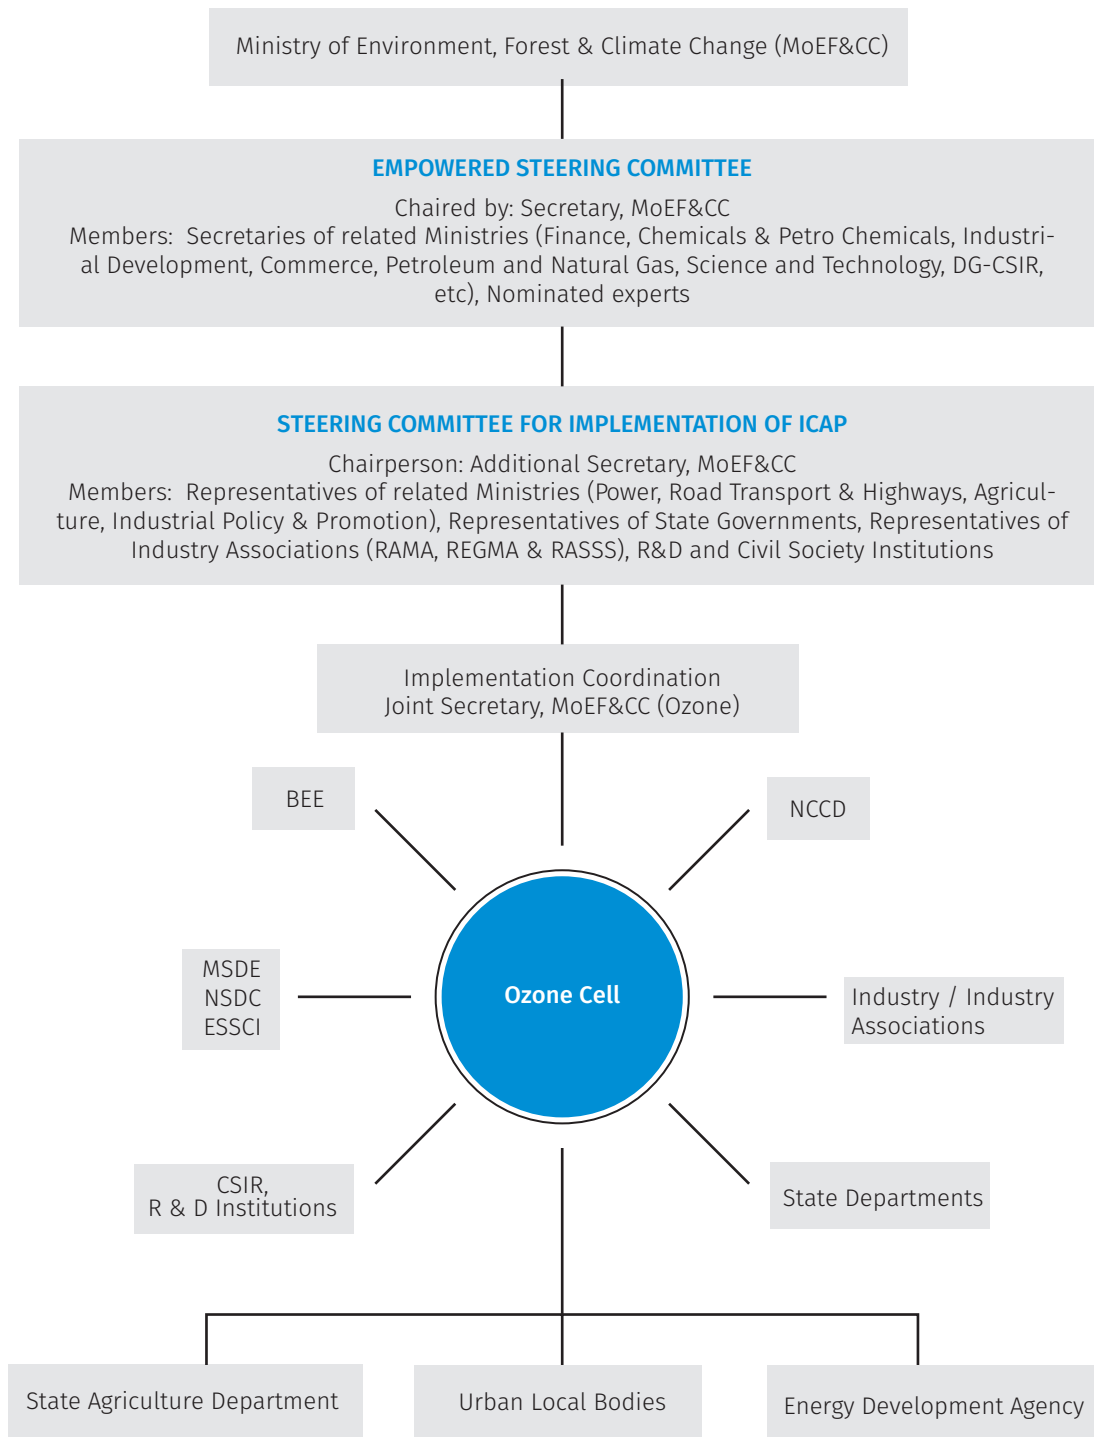 Ministry of Environment, Forest & Climate Change (MoEF&CC)
EMPOWERED STEERING COMMITTEE
Chaired by: Secretary, MoEF&CC
Members:  Secretaries of related Ministries (Finance, Chemicals & Petro Chemicals, Industri-
al Development, Commerce, Petroleum and Natural Gas, Science and Technology, DG-CSIR,
etc), Nominated experts
STEERING COMMITTEE FOR IMPLEMENTATION OF ICAP
Chairperson: Additional Secretary, MoEF&CC
Members:  Representatives of related Ministries (Power, Road Transport & Highways, Agricul-
ture, Industrial Policy & Promotion), Representatives of State Governments, Representatives of
Industry Associations (RAMA, REGMA & RASSS), R&D and Civil Society Institutions
Implementation Coordination
Joint Secretary, MoEF&CC (Ozone)
BEE
NCCD
MSDE
NSDC
ESSCI
Ozone Cell
Industry / Industry
Associations
CSIR,
R & D Institutions
State Departments
State Agriculture Department
Urban Local Bodies
Energy Development Agency